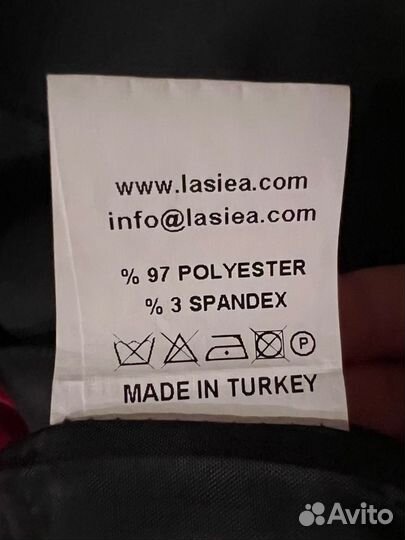 www.lasiea.com
info@lasiea.com
% 97 POLYESTER
% 3 SPANDEX
P
MADE IN TURKEY
Avito